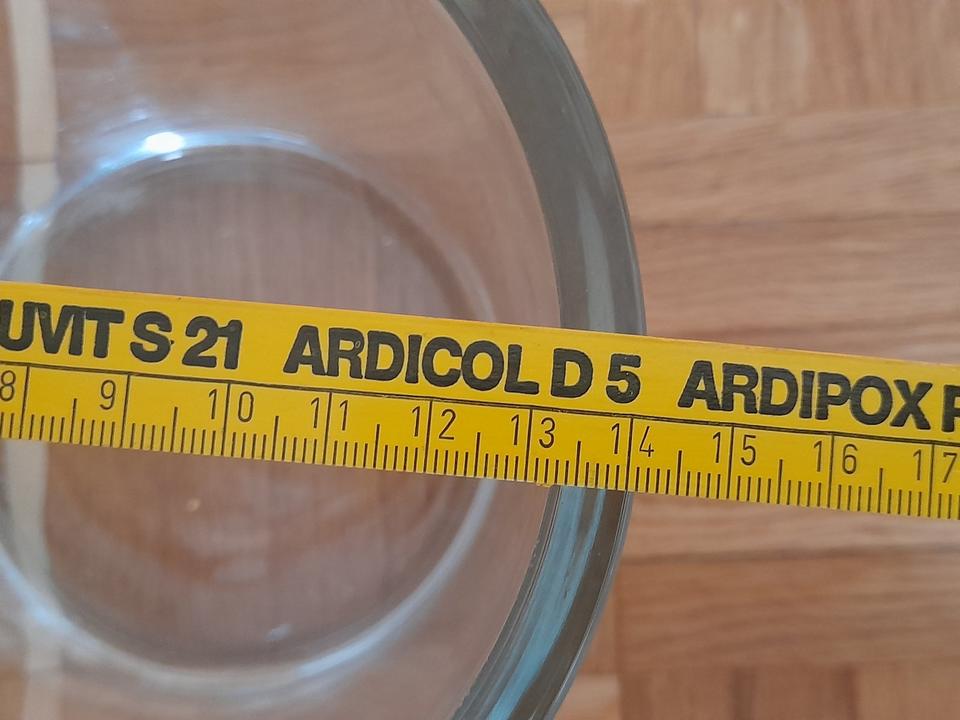 UVIT S 21 ARDICOL D 5 ARDIPOX
8 9 10 11 12 13 14 15 16 17